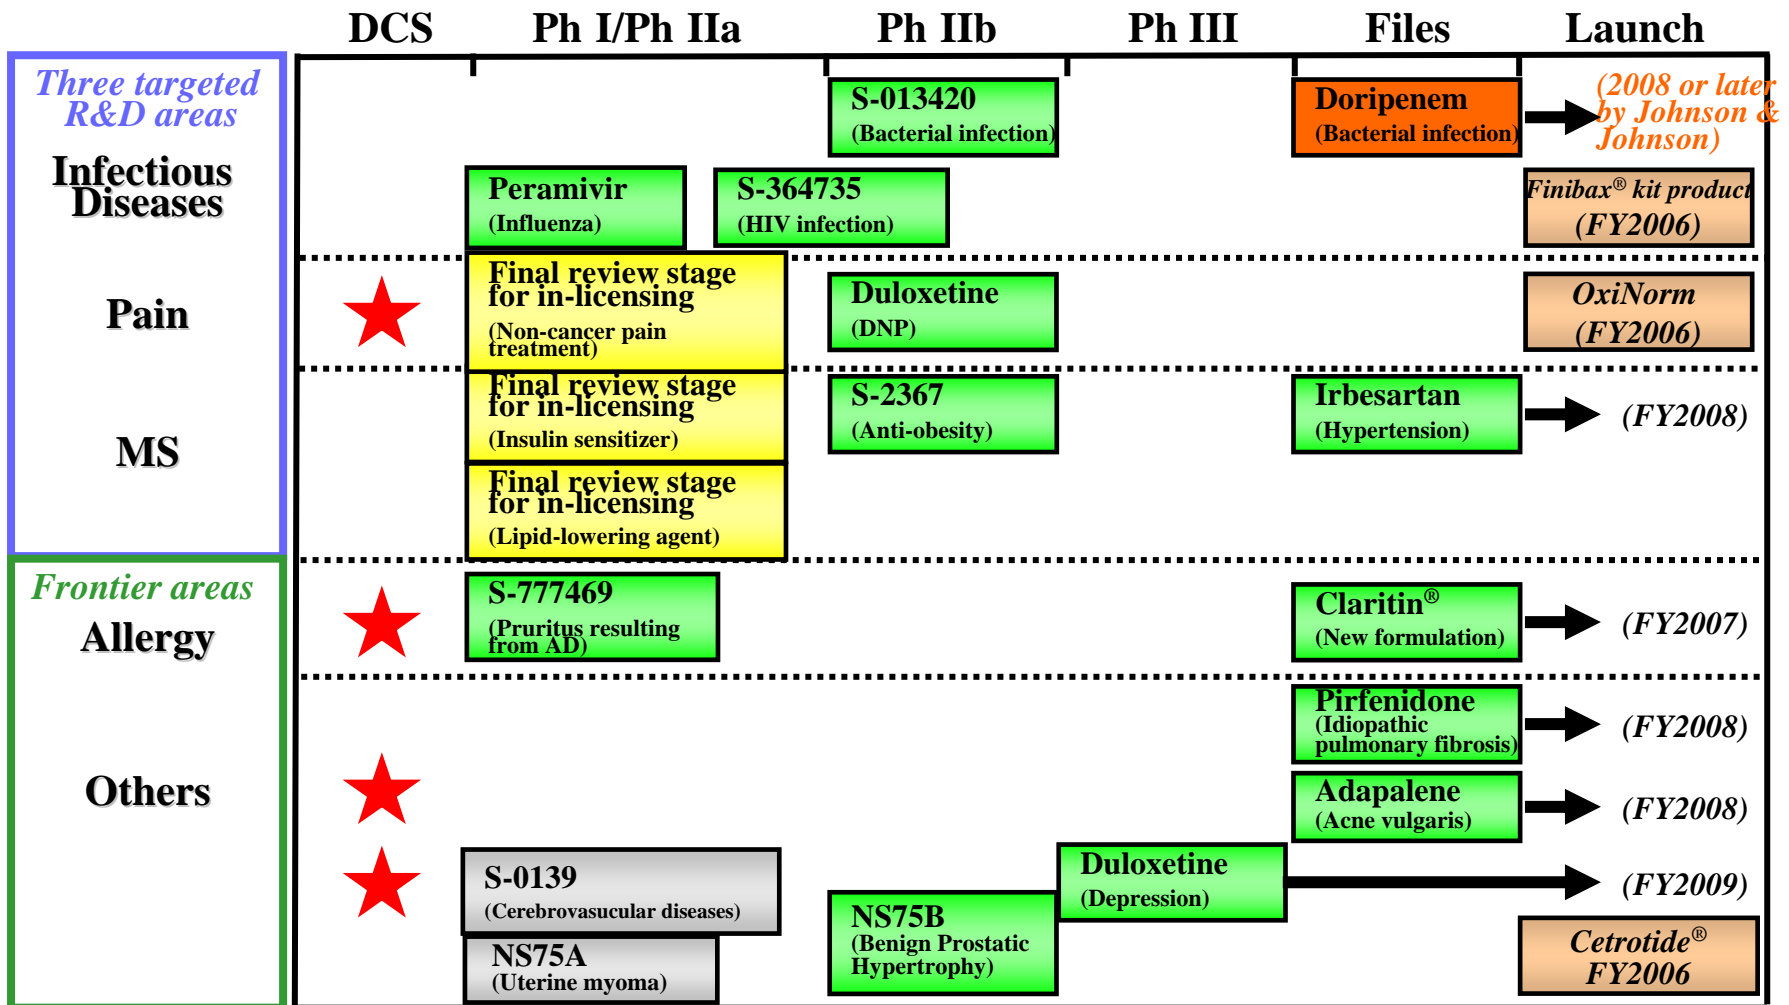 DCS Ph I/Ph IIa Ph IIb Ph III Files Launch
Three targeted
R&D areas
Infectious
Diseases
S-013420
(Bacterial infection)
Doripenem
(Bacterial infection)
(2008 or later
by Johnson &
Johnson)
Peramivir
(Influenza)
S-364735
(HIV infection)
Finibax® kit product
(FY2006)
Pain
Final review stage
for in-licensing
(Non-cancer pain
treatment)
Duloxetine
(DNP)
OxiNorm
(FY2006)
MS
Final review stage
for in-licensing
(Insulin sensitizer)
S-2367
(Anti-obesity)
Irbesartan
(Hypertension)
(FY2008)
Final review stage
for in-licensing
(Lipid-lowering agent)
Frontier areas
Allergy
S-777469
(Pruritus resulting
from AD)
Claritin®
(New formulation)
(FY2007)
Others
Pirfenidone
(Idiopathic
pulmonary fibrosis)
(FY2008)
Adapalene
(Acne vulgaris)
(FY2008)
S-0139
(Cerebrovasucular diseases)
Duloxetine
(Depression)
(FY2009)
NS75A
(Uterine myoma)
NS75B
(Benign Prostatic
Hypertrophy)
Cetrotide®
FY2006